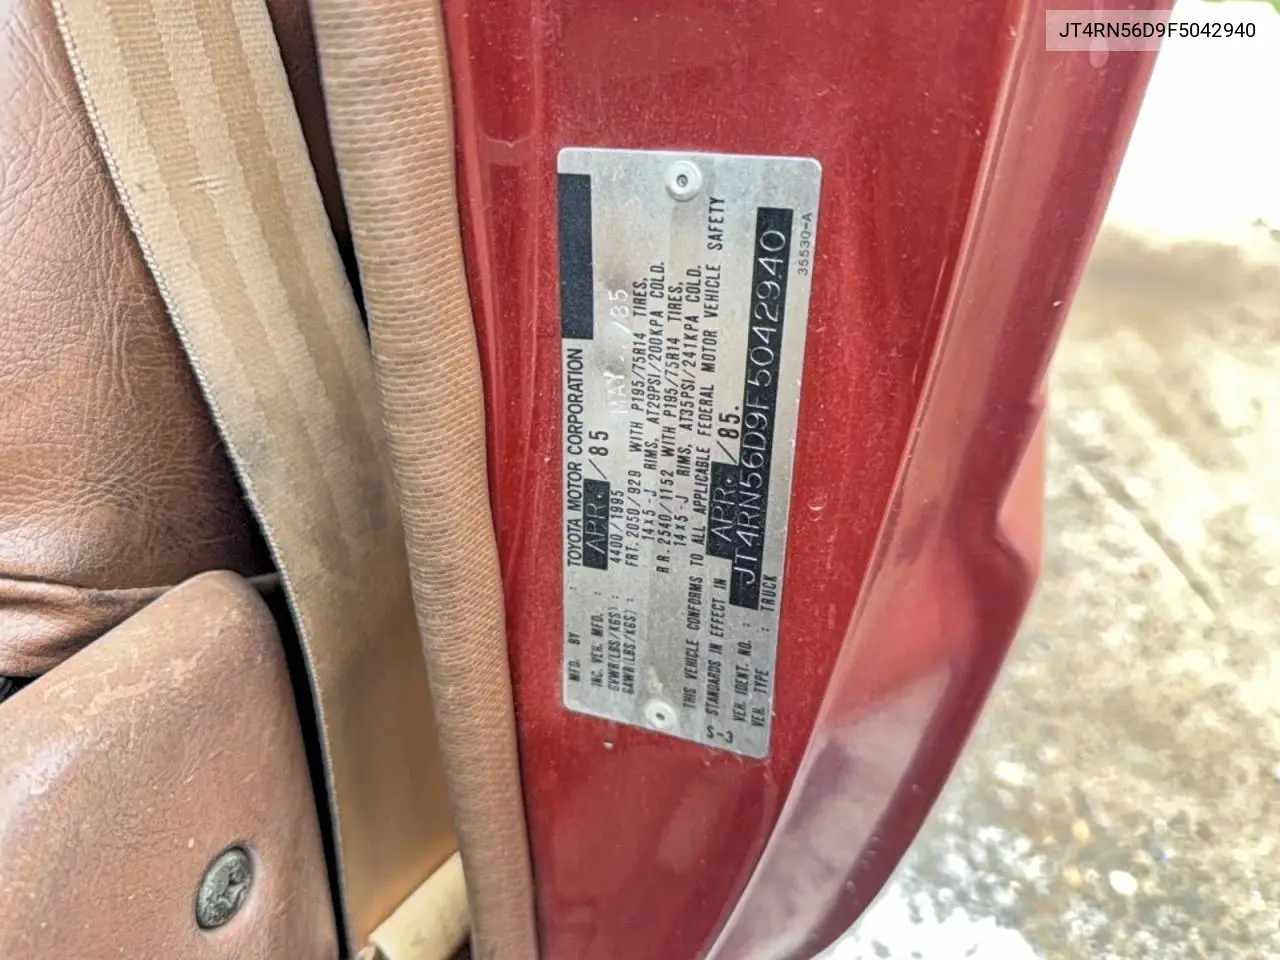 JT4RN56D9F5042940
MFD. BY : TOYOTA MOTOR CORPORATION
INC. VEH. MFD. : APR. /85 MAY /85
GVWR(LBS/KGS) : 4400/1995
GAWR(LBS/KGS) : FRT. 2050/929 WITH P195/75R14 TIRES,
14x5-J RIMS, AT29PSI/200KPA COLD.
RR. 2540/1152 WITH P195/75R14 TIRES,
14x5-J RIMS, AT35PSI/241KPA COLD.
THIS VEHICLE CONFORMS TO ALL APPLICABLE FEDERAL MOTOR VEHICLE SAFETY
STANDARDS IN EFFECT IN APR. /85.
VEH. IDENT. NO. : JT4RN56D9F5042940
VEH. TYPE : TRUCK
35530-A